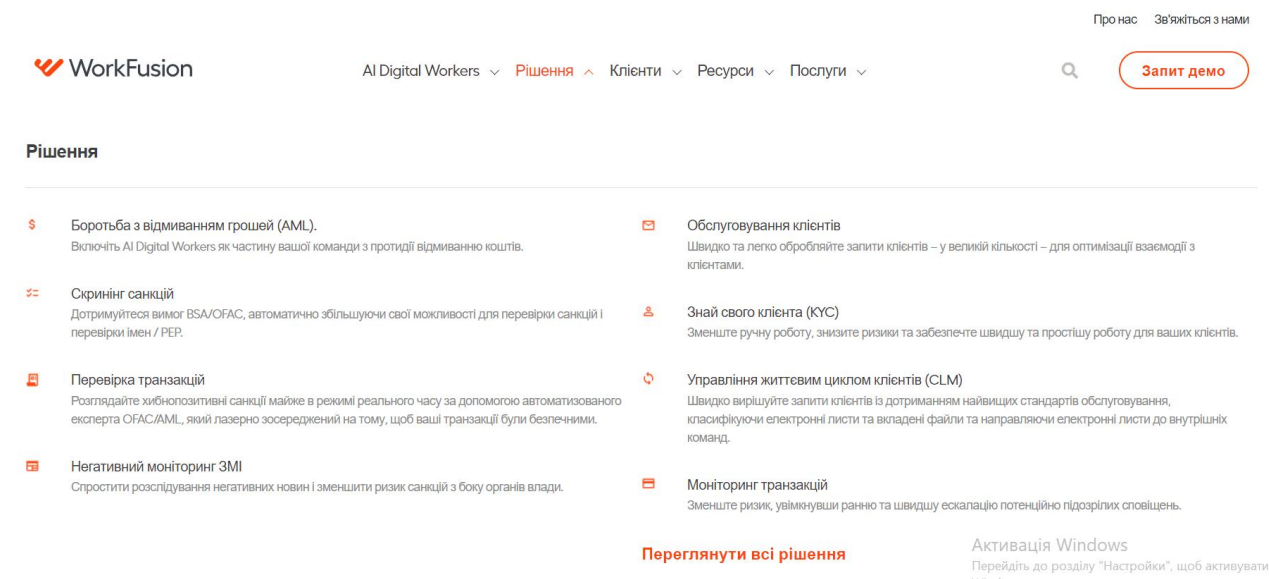 Про нас Зв'яжіться з нами
WorkFusion AI Digital Workers Рішення Клієнти Ресурси Послуги Запит демо
Рішення
Боротьба з відмиванням грошей (AML).
Включіть AI Digital Workers як частину вашої команди з протидії відмиванню коштів.
Скринінг санкцій
Дотримуйтеся вимог BSA/OFAC, автоматично збільшуючи свої можливості для перевірки санкцій і
перевірки імен / PEP.
Перевірка транзакцій
Розглядайте хибнопозитивні санкції майже в режимі реального часу за допомогою автоматизованого
експерта OFAC/AML, який лазерно зосереджений на тому, щоб ваші транзакції були безпечними.
Негативний моніторинг ЗМІ
Спростити розслідування негативних новин і зменшити ризик санкцій з боку органів влади.
Обслуговування клієнтів
Швидко та легко обробляйте запити клієнтів – у великій кількості – для оптимізації взаємодії з
клієнтами.
Знай свого клієнта (KYC)
Зменште ручну роботу, знизите ризики та забезпечте швидшу та простішу роботу для ваших клієнтів.
Управління життєвим циклом клієнтів (CLM)
Швидко вирішуйте запити клієнтів із дотриманням найвищих стандартів обслуговування,
класифікуючи електронні листи та вкладені файли та направляючи електронні листи до внутрішніх
команд.
Моніторинг транзакцій
Зменште ризик, увімкнувши ранню та швидшу ескалацію потенційно підозрілих сповіщень.
Переглянути всі рішення
Активація Windows
Перейдіть до розділу "Настройки", щоб активувати